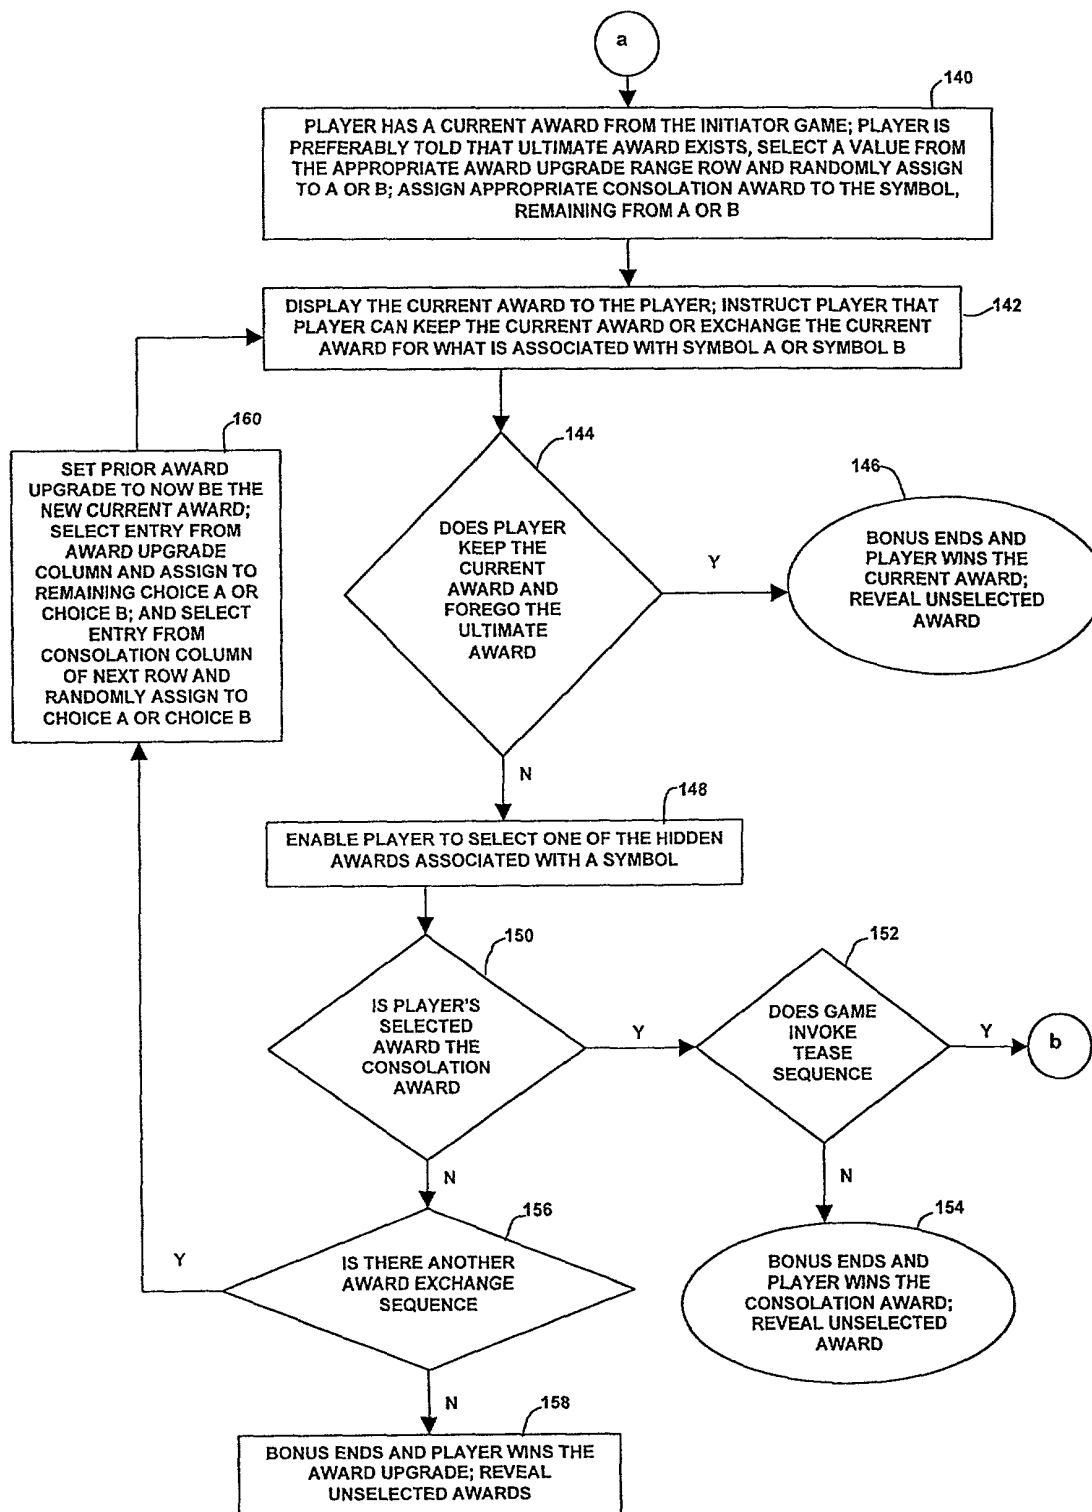 a
140
PLAYER HAS A CURRENT AWARD FROM THE INITIATOR GAME; PLAYER IS
PREFERABLY TOLD THAT ULTIMATE AWARD EXISTS, SELECT A VALUE FROM
THE APPROPRIATE AWARD UPGRADE RANGE ROW AND RANDOMLY ASSIGN
TO A OR B; ASSIGN APPROPRIATE CONSOLATION AWARD TO THE SYMBOL,
REMAINING FROM A OR B
142
DISPLAY THE CURRENT AWARD TO THE PLAYER; INSTRUCT PLAYER THAT
PLAYER CAN KEEP THE CURRENT AWARD OR EXCHANGE THE CURRENT
AWARD FOR WHAT IS ASSOCIATED WITH SYMBOL A OR SYMBOL B
160
SET PRIOR AWARD
UPGRADE TO NOW BE THE
NEW CURRENT AWARD;
SELECT ENTRY FROM
AWARD UPGRADE
COLUMN AND ASSIGN TO
REMAINING CHOICE A OR
CHOICE B; AND SELECT
ENTRY FROM
CONSOLATION COLUMN
OF NEXT ROW AND
RANDOMLY ASSIGN TO
CHOICE A OR CHOICE B
144
DOES PLAYER
KEEP THE
CURRENT
AWARD AND
FOREGO THE
ULTIMATE
AWARD
Y
146
BONUS ENDS AND
PLAYER WINS THE
CURRENT AWARD;
REVEAL UNSELECTED
AWARD
N
148
ENABLE PLAYER TO SELECT ONE OF THE HIDDEN
AWARDS ASSOCIATED WITH A SYMBOL
150
IS PLAYER'S
SELECTED
AWARD THE
CONSOLATION
AWARD
Y
152
DOES GAME
INVOKE
TEASE
SEQUENCE
Y
b
N
154
BONUS ENDS AND
PLAYER WINS THE
CONSOLATION AWARD;
REVEAL UNSELECTED
AWARD
N
156
IS THERE ANOTHER
AWARD EXCHANGE
SEQUENCE
Y
N
158
BONUS ENDS AND PLAYER WINS THE
AWARD UPGRADE; REVEAL
UNSELECTED AWARDS